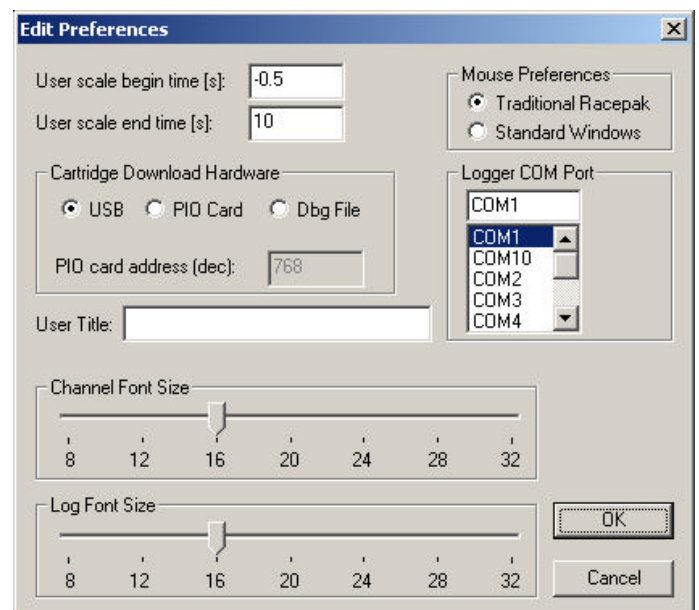 Edit Preferences
User scale begin time [s]: -0.5
User scale end time [s]: 10
Mouse Preferences
Traditional Racepak
Standard Windows
Cartridge Download Hardware
USB PIO Card Dbg File
PIO card address (dec): 768
Logger COM Port
COM1
COM1
COM10
COM2
COM3
COM4
User Title:
Channel Font Size
8 12 16 20 24 28 32
Log Font Size
8 12 16 20 24 28 32
OK
Cancel